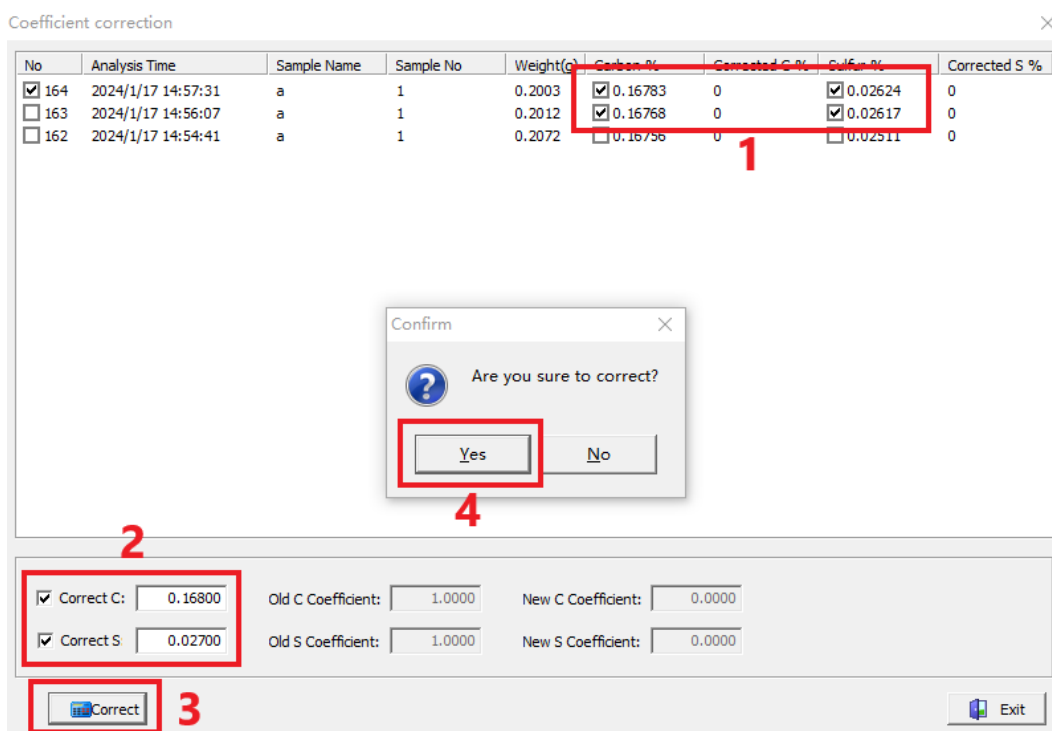 Coefficient correction
No Analysis Time Sample Name Sample No Weight(g) Carbon % Corrected C % Sulfur % Corrected S %
164 2024/1/17 14:57:31 a 1 0.2003 0.16783 0 0.02624 0
163 2024/1/17 14:56:07 a 1 0.2012 0.16768 0 0.02617 0
162 2024/1/17 14:54:41 a 1 0.2072 0.16756 0 0.02511 0
1
Confirm
Are you sure to correct?
Yes No
4
2
Correct C: 0.16800 Old C Coefficient: 1.0000 New C Coefficient: 0.0000
Correct S 0.02700 Old S Coefficient: 1.0000 New S Coefficient: 0.0000
Correct 3 Exit